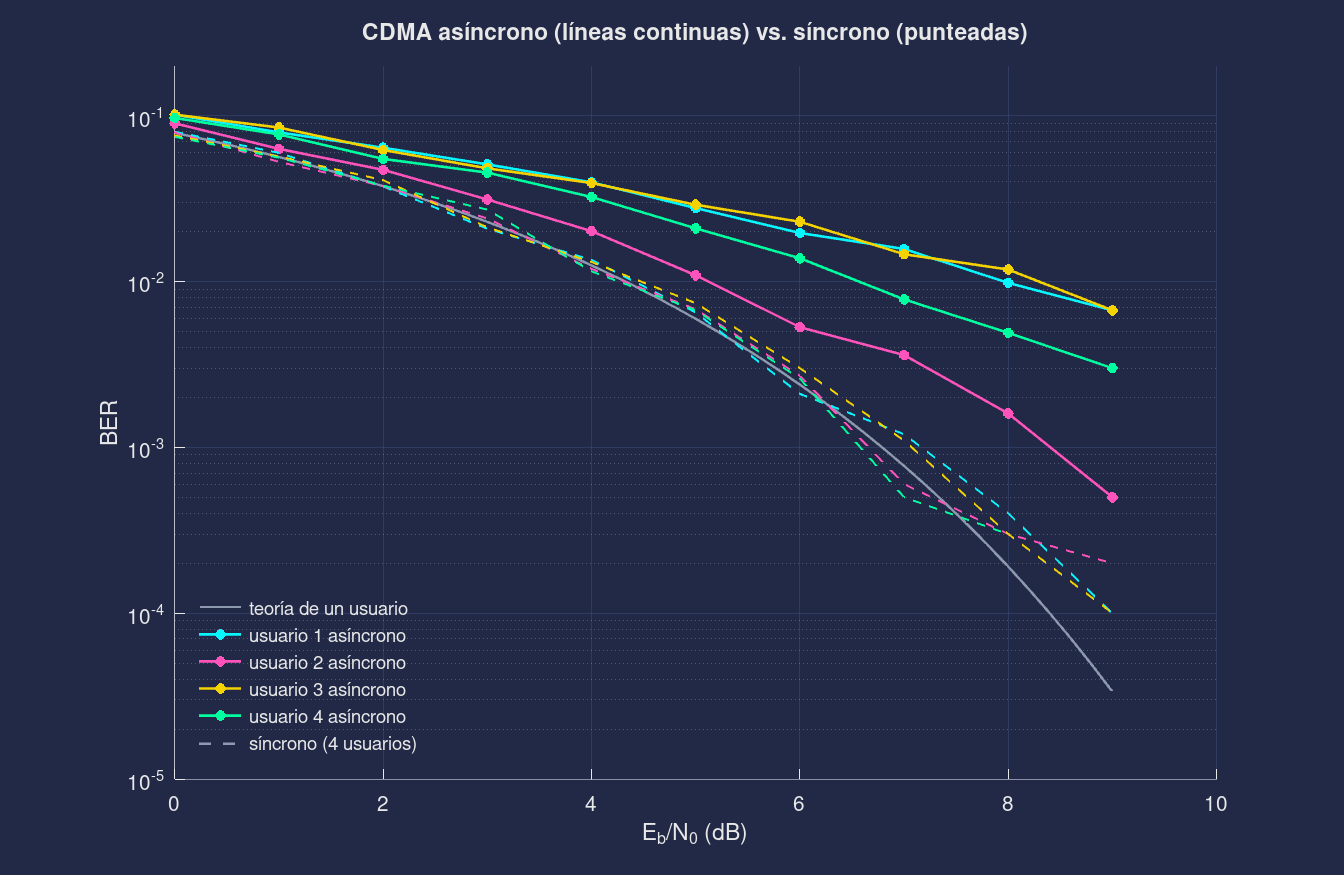 CDMA asíncrono (líneas continuas) vs. síncrono (punteadas)
10⁻¹
10⁻²
10⁻³
10⁻⁴
10⁻⁵
BER
teoría de un usuario
usuario 1 asíncrono
usuario 2 asíncrono
usuario 3 asíncrono
usuario 4 asíncrono
síncrono (4 usuarios)
0 2 4 6 8 10
E_b/N_0 (dB)